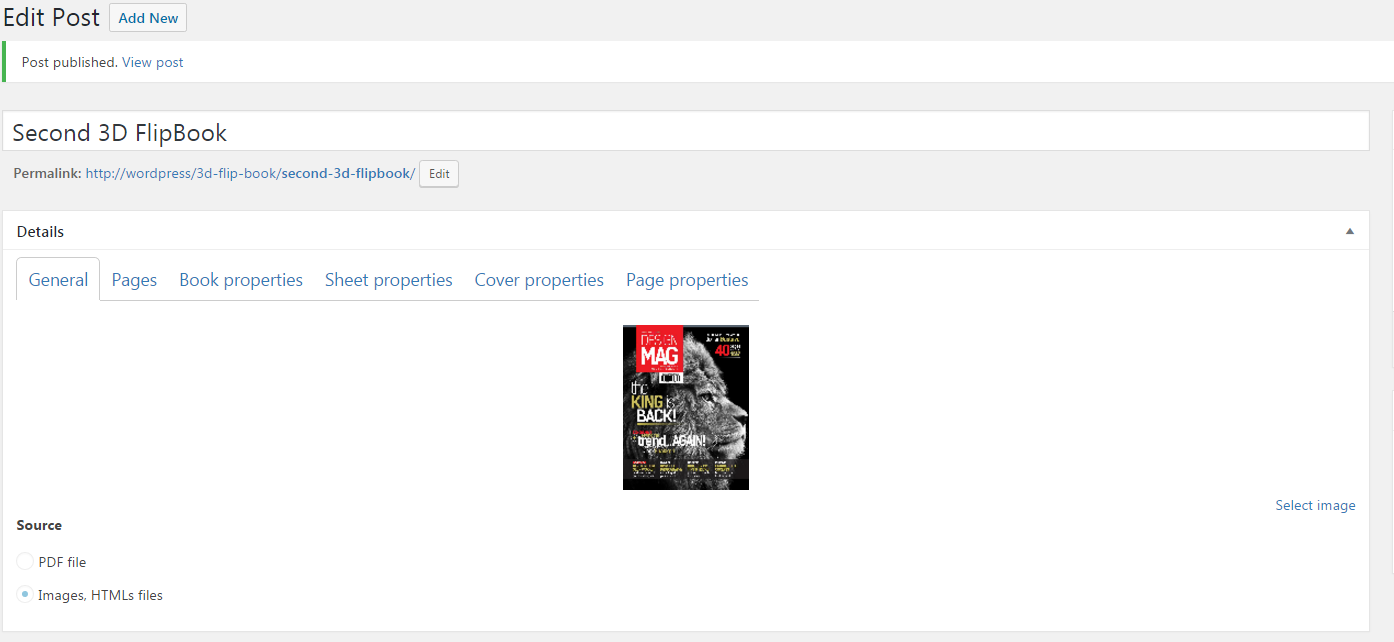 Edit Post Add New
Post published. View post
Second 3D FlipBook
Permalink: http://wordpress/3d-flip-book/second-3d-flipbook/ Edit
Details
General Pages Book properties Sheet properties Cover properties Page properties
DESIGN
MAG
40
the
KING is
BACK!
trend...AGAIN!
Select image
Source
PDF file
Images, HTMLs files